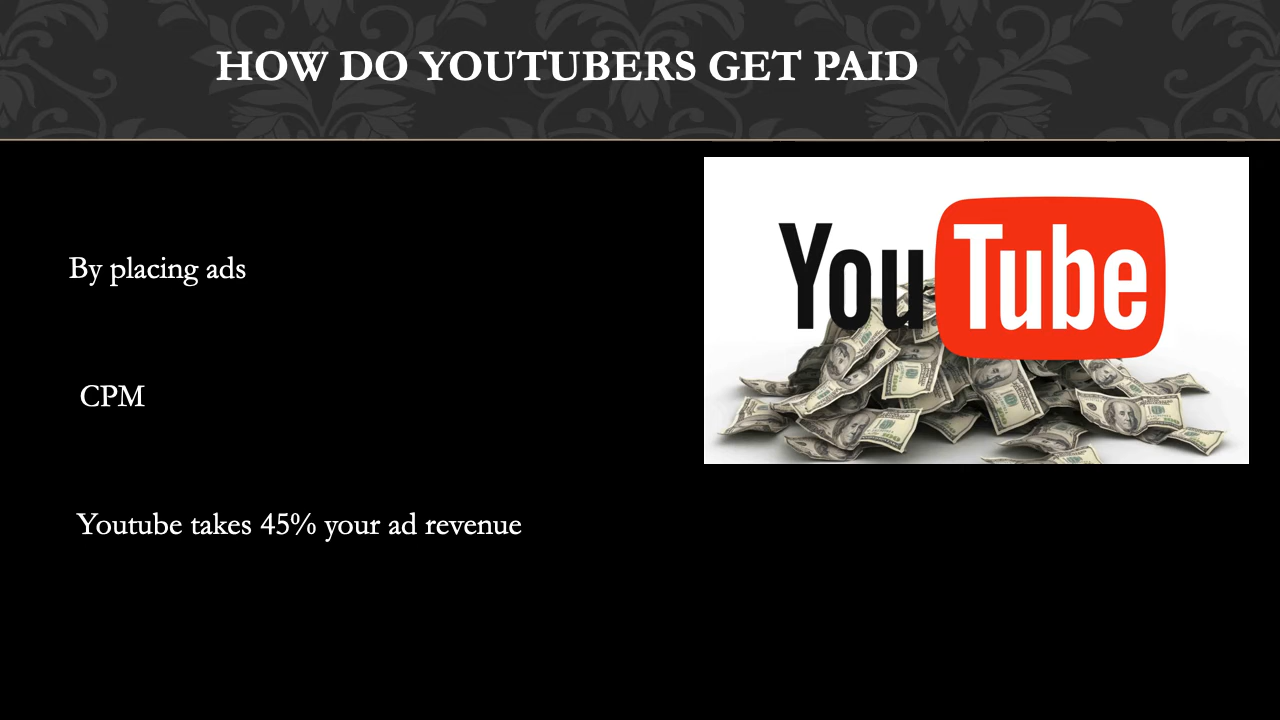 HOW DO YOUTUBERS GET PAID
By placing ads
CPM
Youtube takes 45% your ad revenue
YouTube